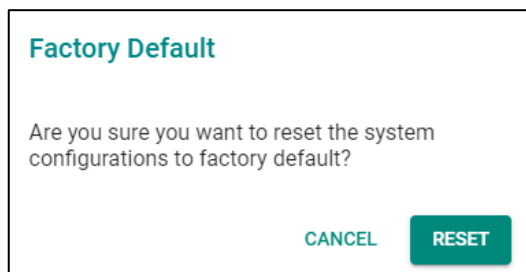 Factory Default
Are you sure you want to reset the system
configurations to factory default?
CANCEL RESET